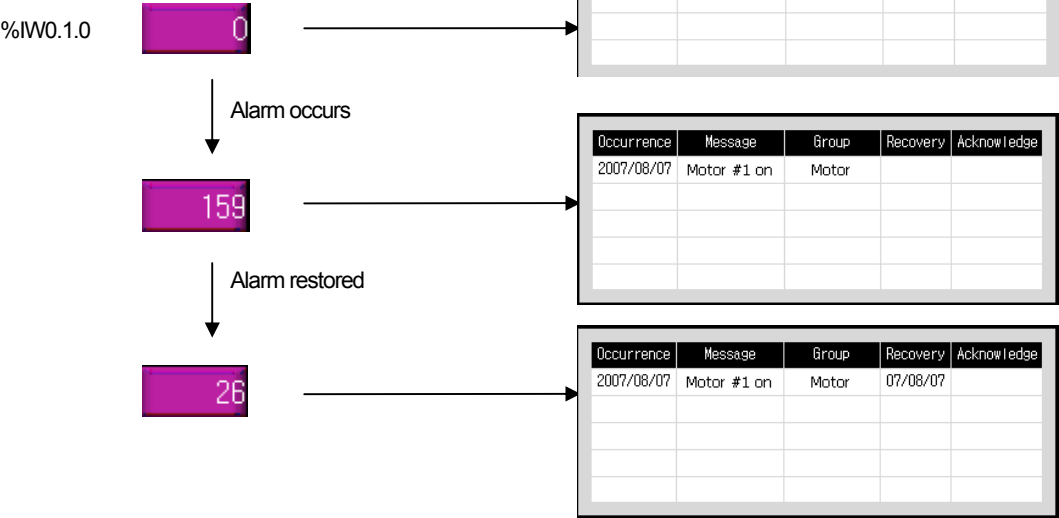 %IW0.1.0 0
Alarm occurs
Occurrence Message Group Recovery Acknowledge
2007/08/07 Motor #1 on Motor
159
Alarm restored
Occurrence Message Group Recovery Acknowledge
2007/08/07 Motor #1 on Motor 07/08/07
26